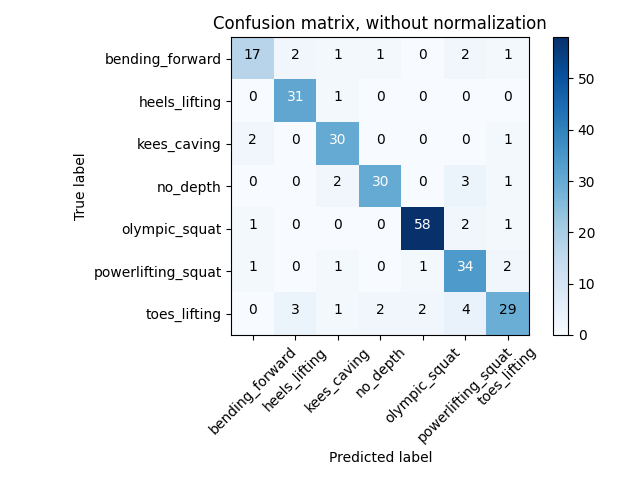 Confusion matrix, without normalization
True label
bending_forward 17 2 1 1 0 2 1
heels_lifting 0 31 1 0 0 0 0
kees_caving 2 0 30 0 0 0 1
no_depth 0 0 2 30 0 3 1
olympic_squat 1 0 0 0 58 2 1
powerlifting_squat 1 0 1 0 1 34 2
toes_lifting 0 3 1 2 2 4 29
bending_forward heels_lifting kees_caving no_depth olympic_squat powerlifting_squat toes_lifting
Predicted label
50
40
30
20
10
0